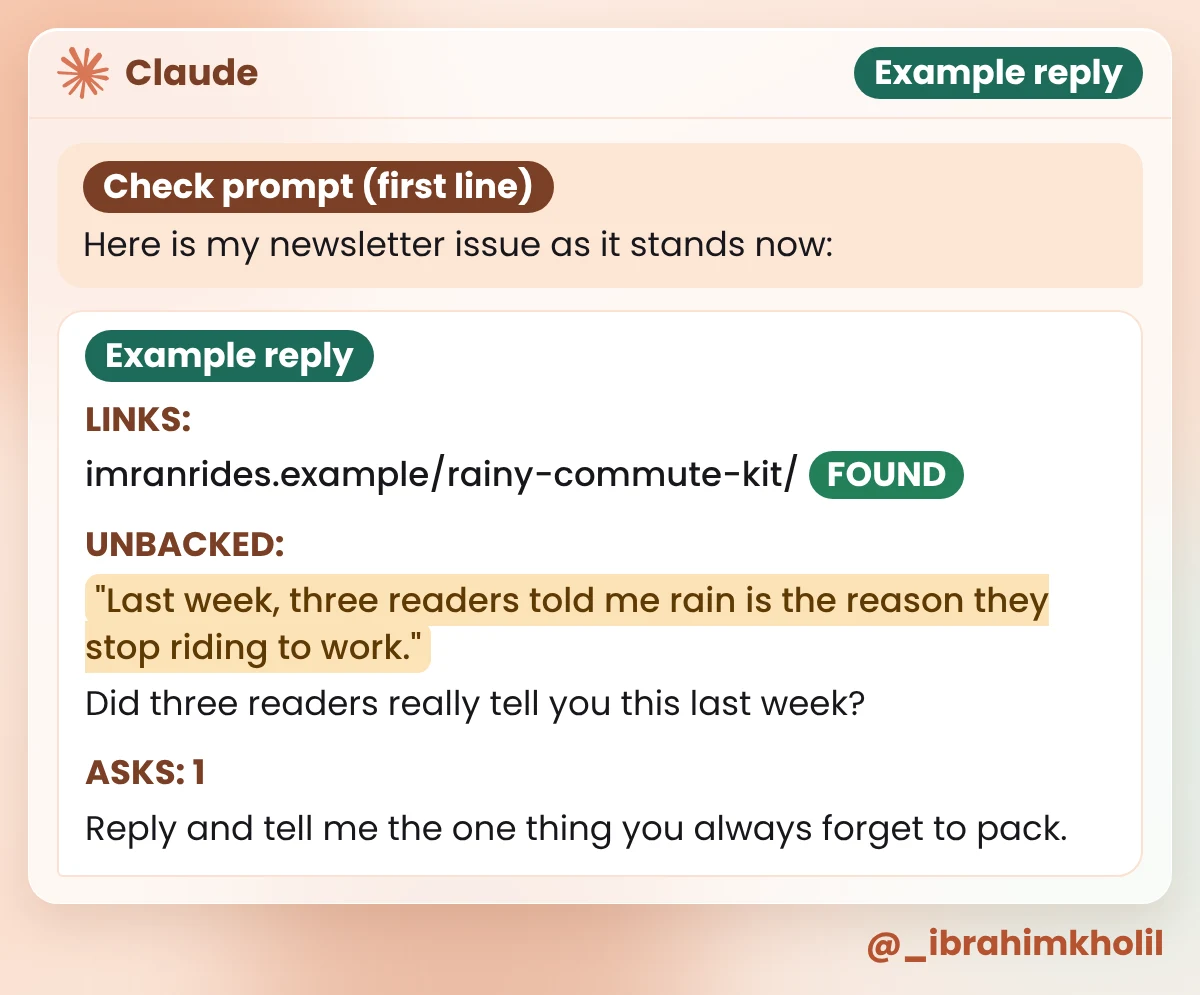 Claude
Example reply
Check prompt (first line)
Here is my newsletter issue as it stands now:
Example reply
LINKS:
imranrides.example/rainy-commute-kit/ FOUND
UNBACKED:
"Last week, three readers told me rain is the reason they
stop riding to work."
Did three readers really tell you this last week?
ASKS: 1
Reply and tell me the one thing you always forget to pack.
@_ibrahimkholil